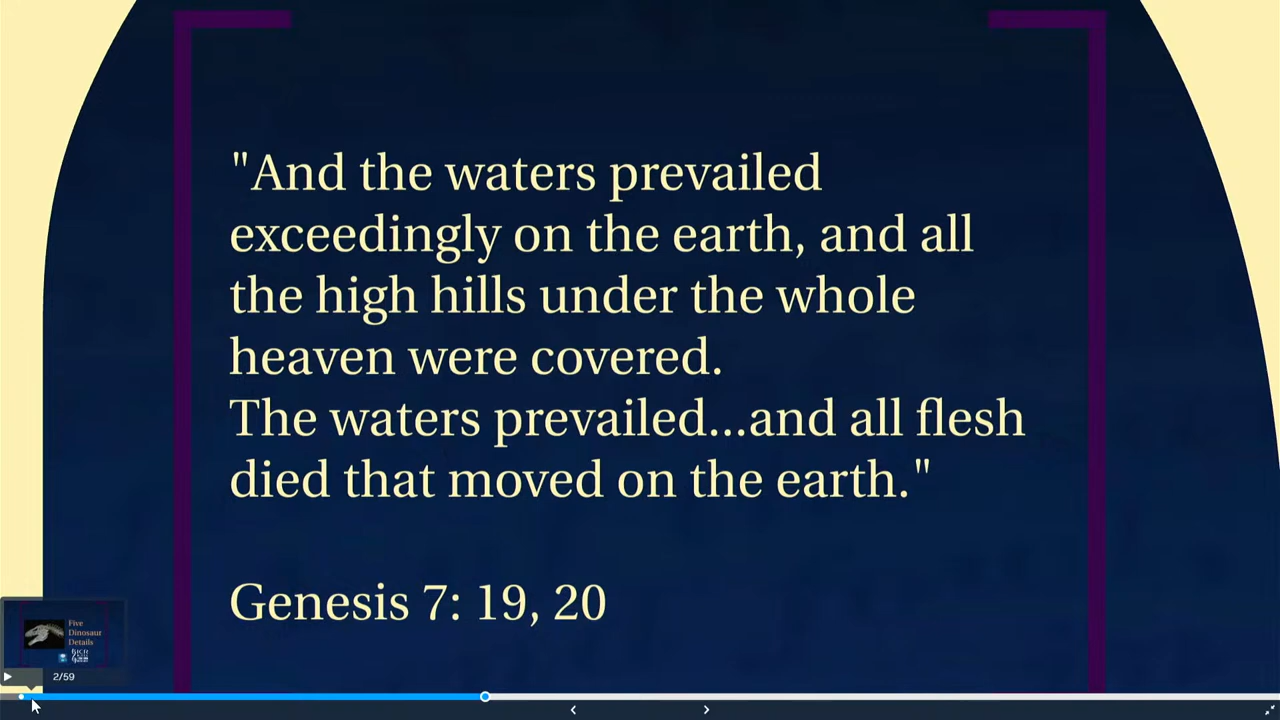 "And the waters prevailed
exceedingly on the earth, and all
the high hills under the whole
heaven were covered.
The waters prevailed...and all flesh
died that moved on the earth."
Genesis 7: 19, 20
Five
Dinosaur
Details
2/59